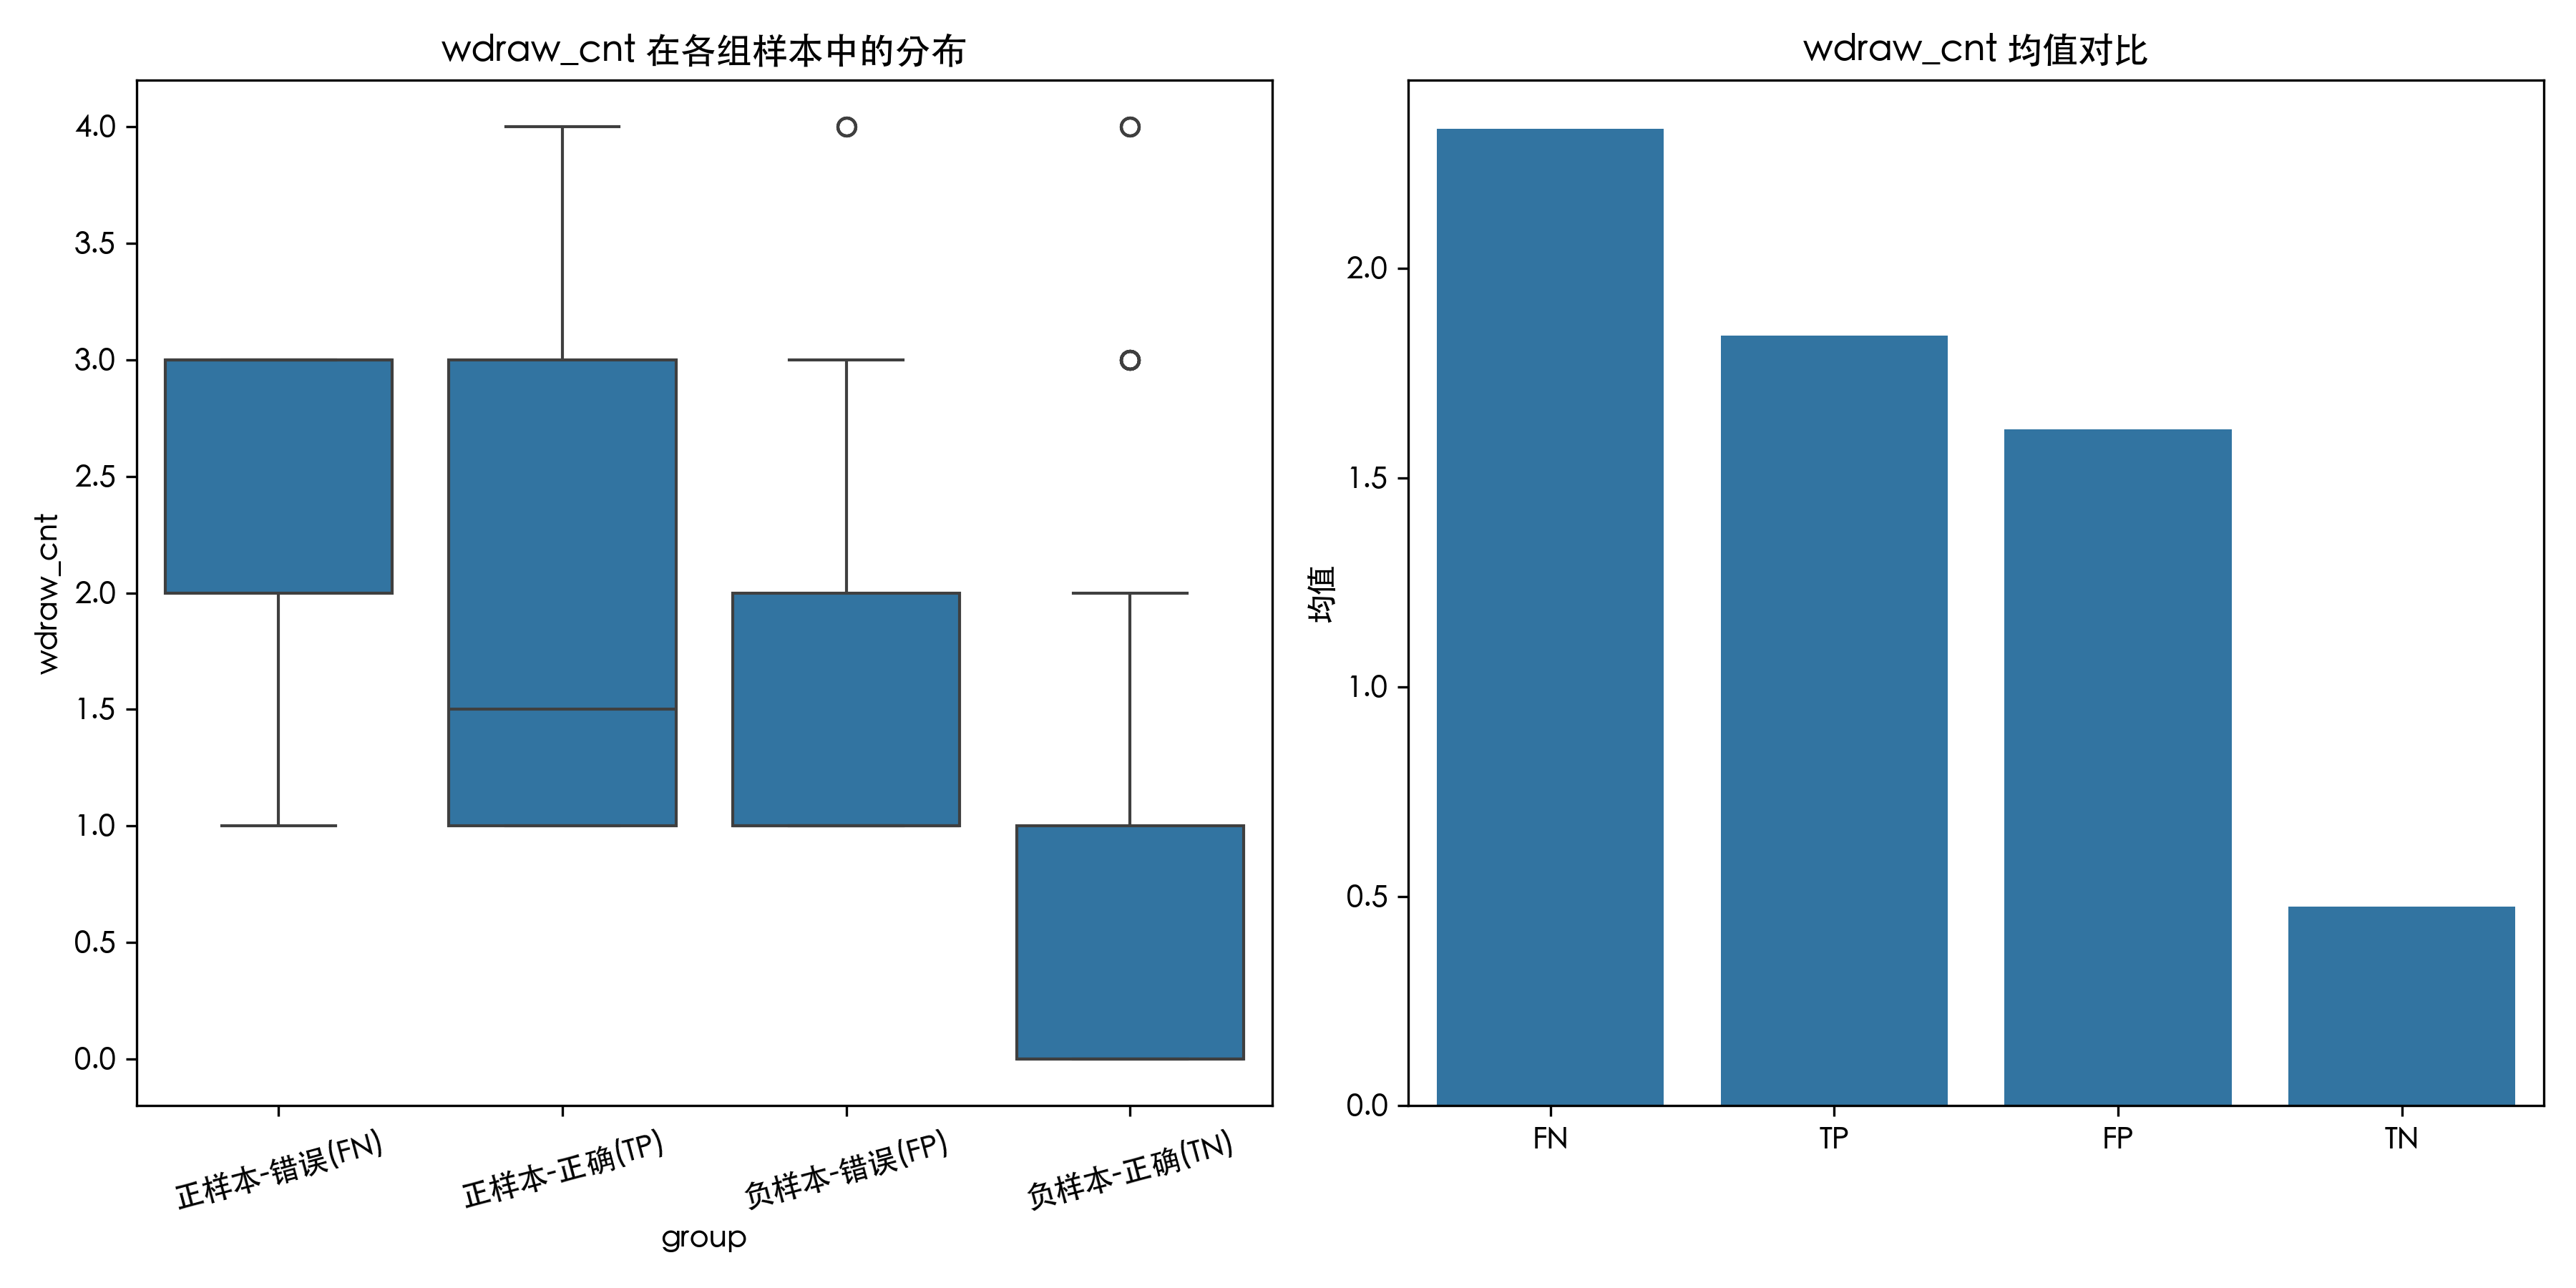 wdraw_cnt 在各组样本中的分布
wdraw_cnt
4.0
3.5
3.0
2.5
2.0
1.5
1.0
0.5
0.0
正样本-错误(FN)
正样本-正确(TP)
负样本-错误(FP)
负样本-正确(TN)
group
wdraw_cnt 均值对比
均值
2.0
1.5
1.0
0.5
0.0
FN
TP
FP
TN